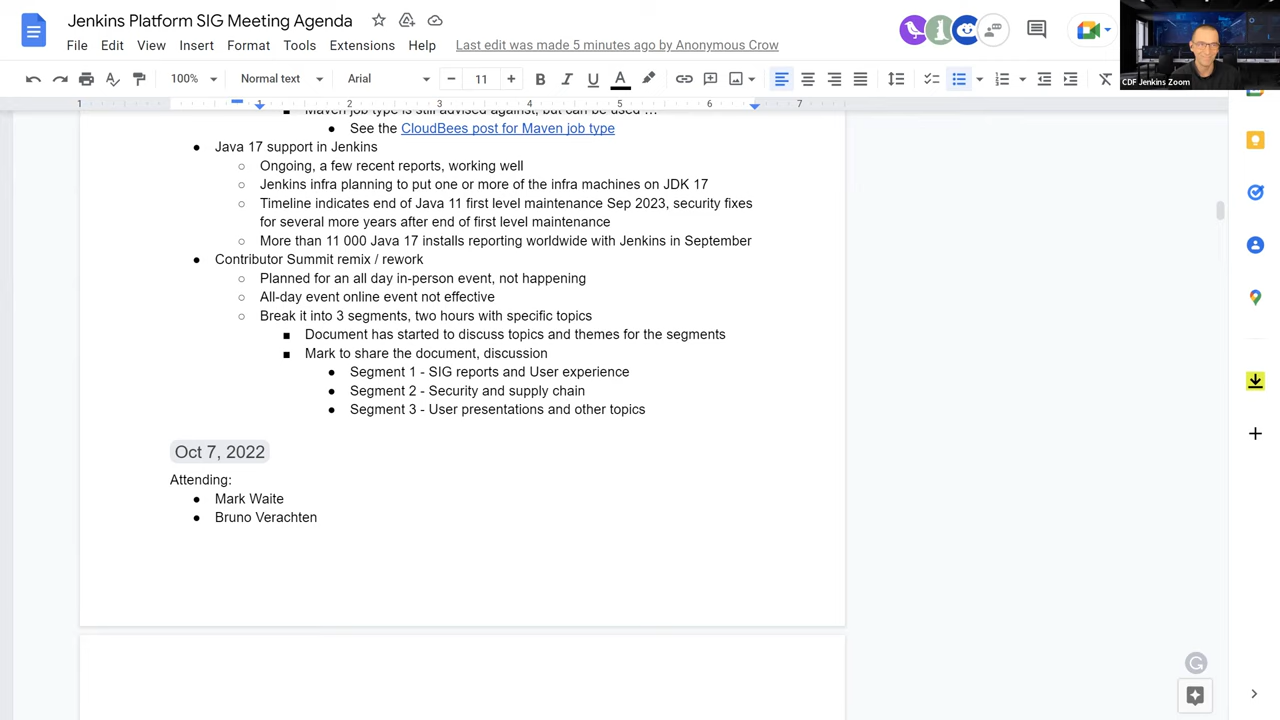 Jenkins Platform SIG Meeting Agenda
File Edit View Insert Format Tools Extensions Help Last edit was made 5 minutes ago by Anonymous Crow
100% Normal text Arial 11
CDF Jenkins Zoom
1 1 2 3 4 5 6 7
Maven job type is still advised against, but can be used ...
See the CloudBees post for Maven job type
Java 17 support in Jenkins
Ongoing, a few recent reports, working well
Jenkins infra planning to put one or more of the infra machines on JDK 17
Timeline indicates end of Java 11 first level maintenance Sep 2023, security fixes
for several more years after end of first level maintenance
More than 11 000 Java 17 installs reporting worldwide with Jenkins in September
Contributor Summit remix / rework
Planned for an all day in-person event, not happening
All-day event online event not effective
Break it into 3 segments, two hours with specific topics
Document has started to discuss topics and themes for the segments
Mark to share the document, discussion
Segment 1 - SIG reports and User experience
Segment 2 - Security and supply chain
Segment 3 - User presentations and other topics
Oct 7, 2022
Attending:
Mark Waite
Bruno Verachten